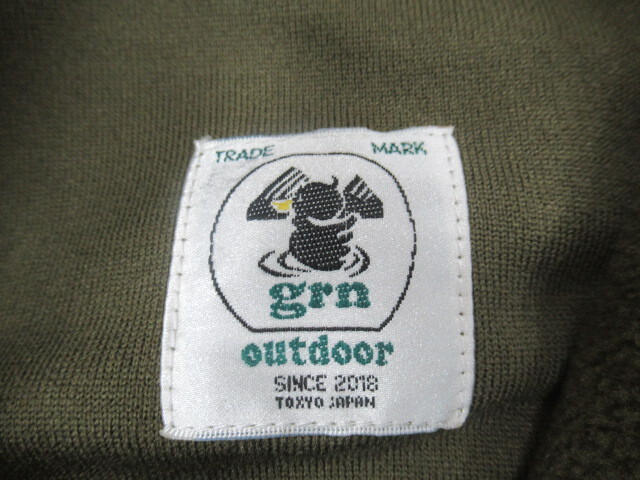 TRADE MARK
grn
outdoor
SINCE 2018
TOKYO JAPAN